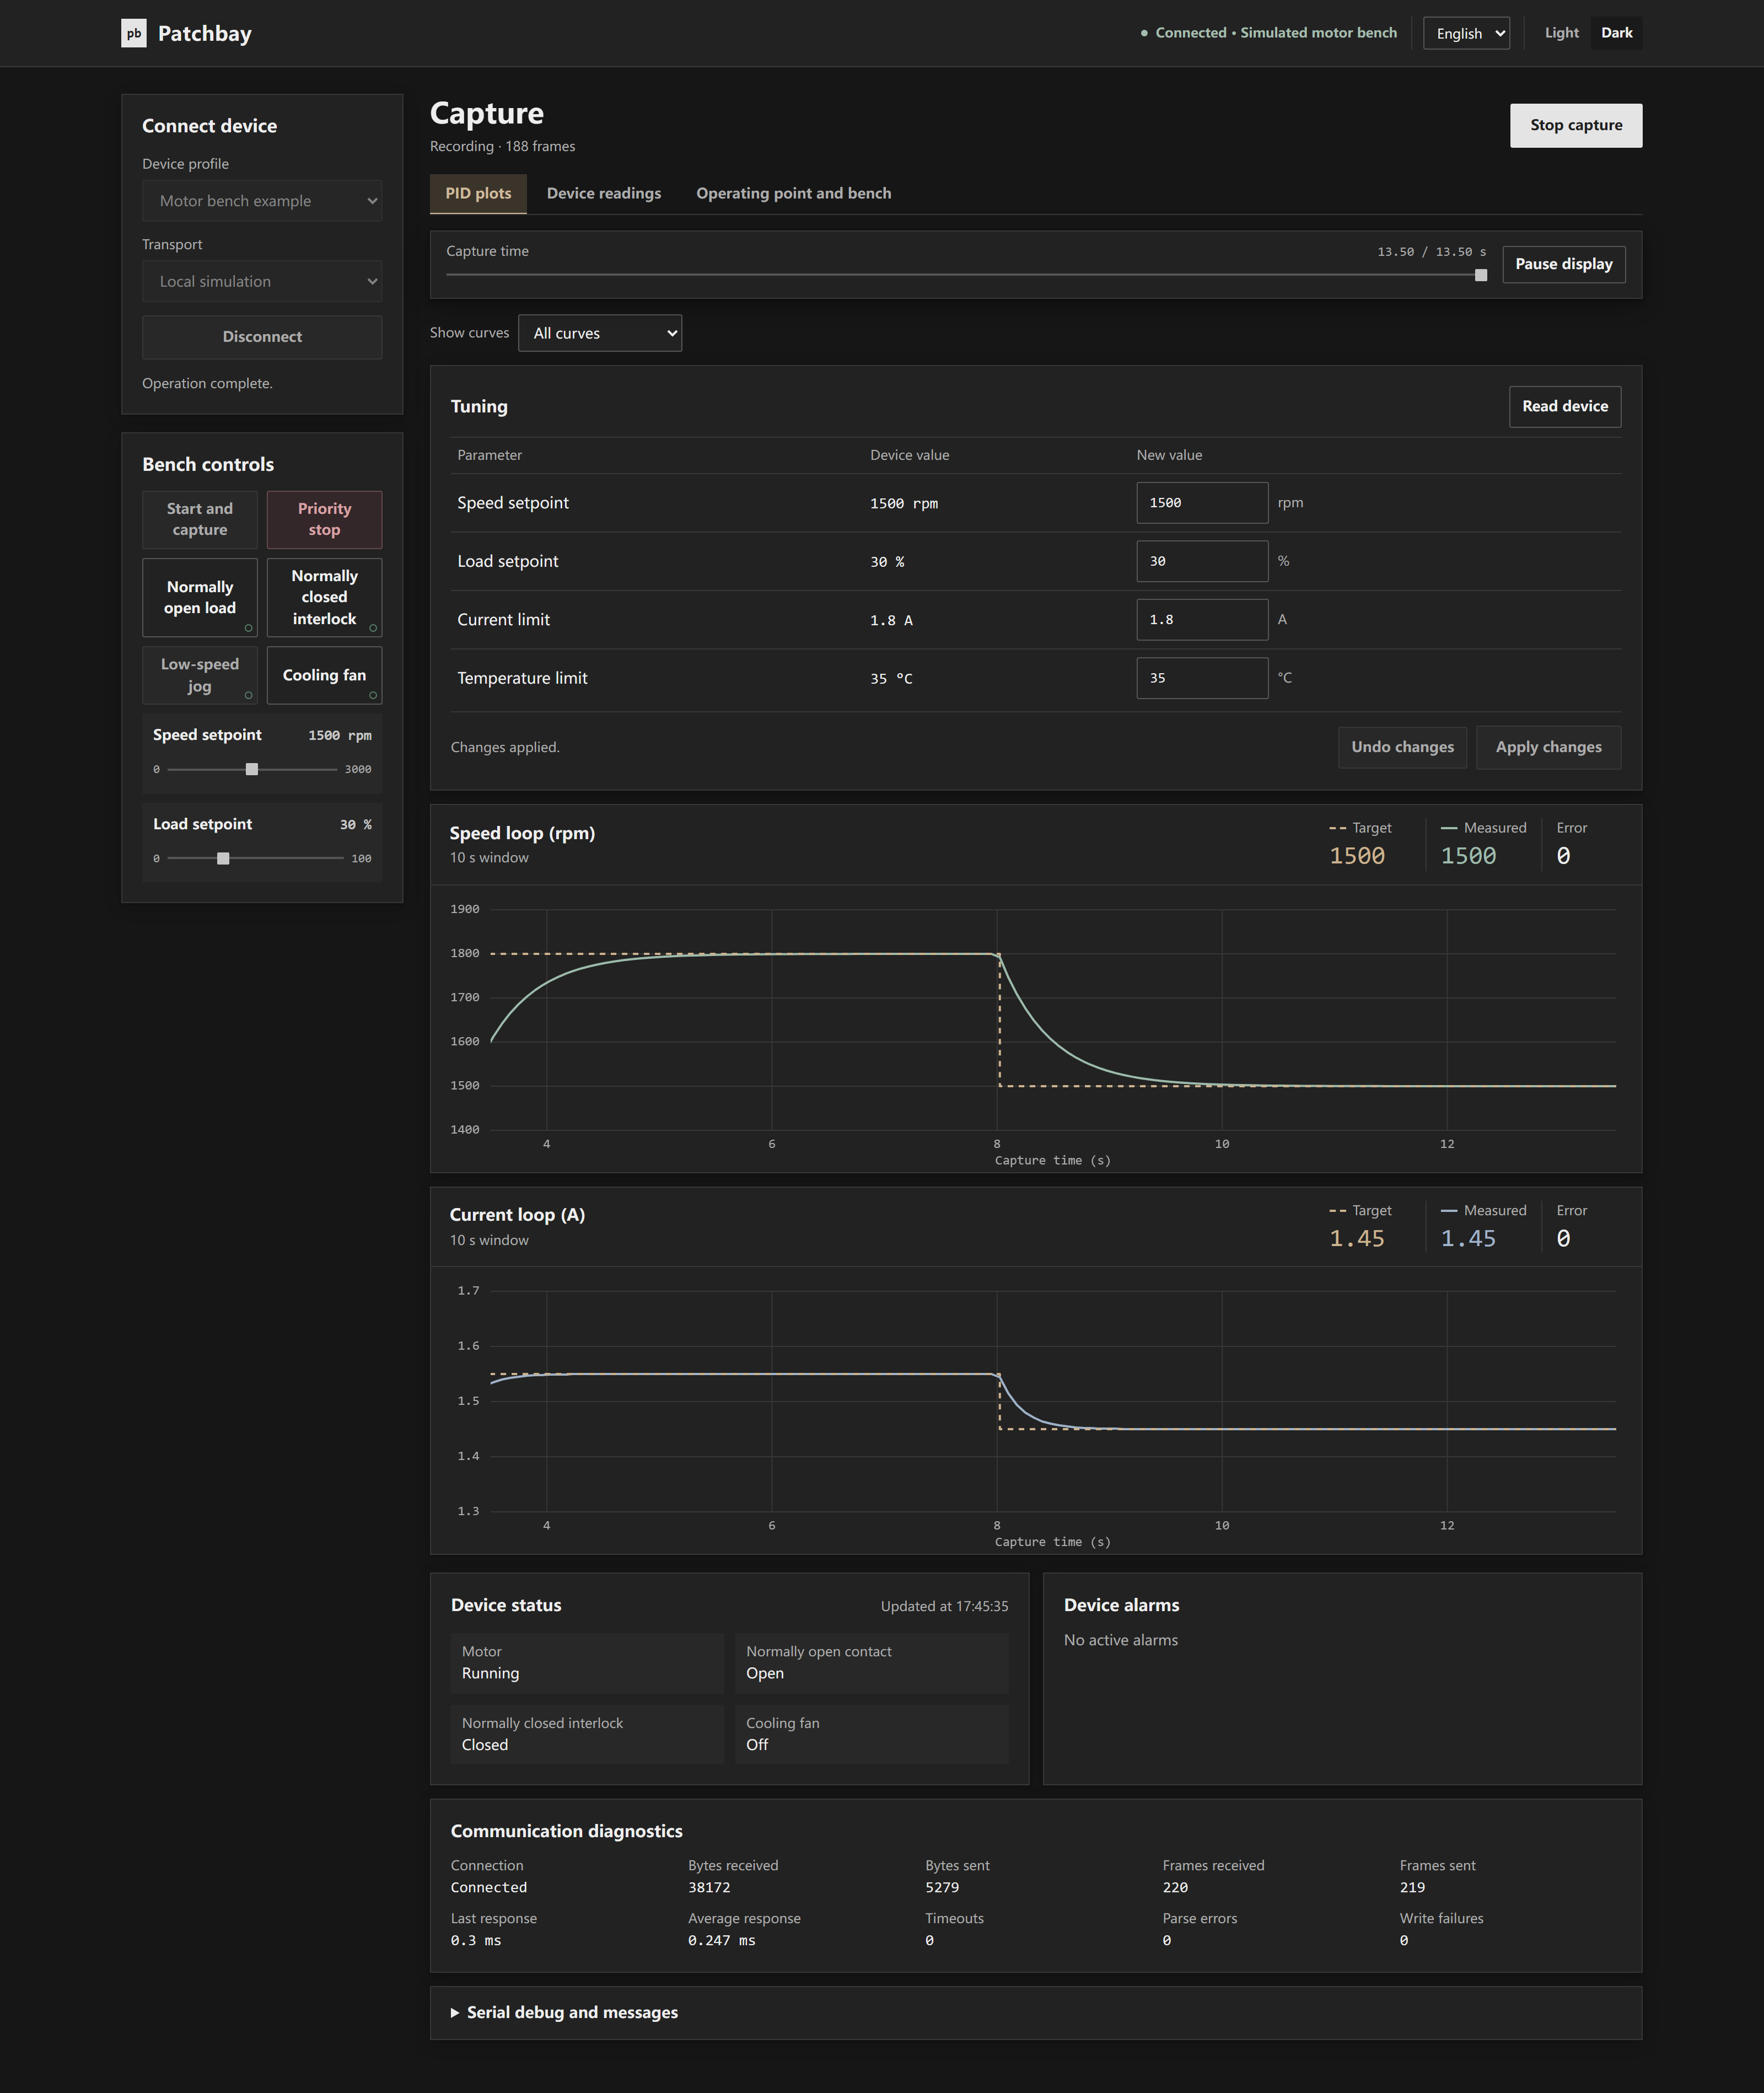 pb Patchbay
Connected • Simulated motor bench
English
Light
Dark
Connect device
Device profile
Motor bench example
Transport
Local simulation
Disconnect
Operation complete.
Bench controls
Start and
capture
Priority
stop
Normally
open load
Normally
closed
interlock
Low-speed
jog
Cooling fan
Speed setpoint 1500 rpm
0 3000
Load setpoint 30 %
0 100
Capture
Recording · 188 frames
Stop capture
PID plots
Device readings
Operating point and bench
Capture time
13.50 / 13.50 s
Pause display
Show curves
All curves
Tuning
Read device
Parameter Device value New value
Speed setpoint 1500 rpm 1500 rpm
Load setpoint 30 % 30 %
Current limit 1.8 A 1.8 A
Temperature limit 35 °C 35 °C
Changes applied.
Undo changes
Apply changes
Speed loop (rpm)
10 s window
Target Measured Error
1500 1500 0
1900
1800
1700
1600
1500
1400
4 6 8 10 12
Capture time (s)
Current loop (A)
10 s window
Target Measured Error
1.45 1.45 0
1.7
1.6
1.5
1.4
1.3
4 6 8 10 12
Capture time (s)
Device status
Updated at 17:45:35
Motor
Running
Normally open contact
Open
Normally closed interlock
Closed
Cooling fan
Off
Device alarms
No active alarms
Communication diagnostics
Connection Bytes received Bytes sent Frames received Frames sent
Connected 38172 5279 220 219
Last response Average response Timeouts Parse errors Write failures
0.3 ms 0.247 ms 0 0 0
Serial debug and messages